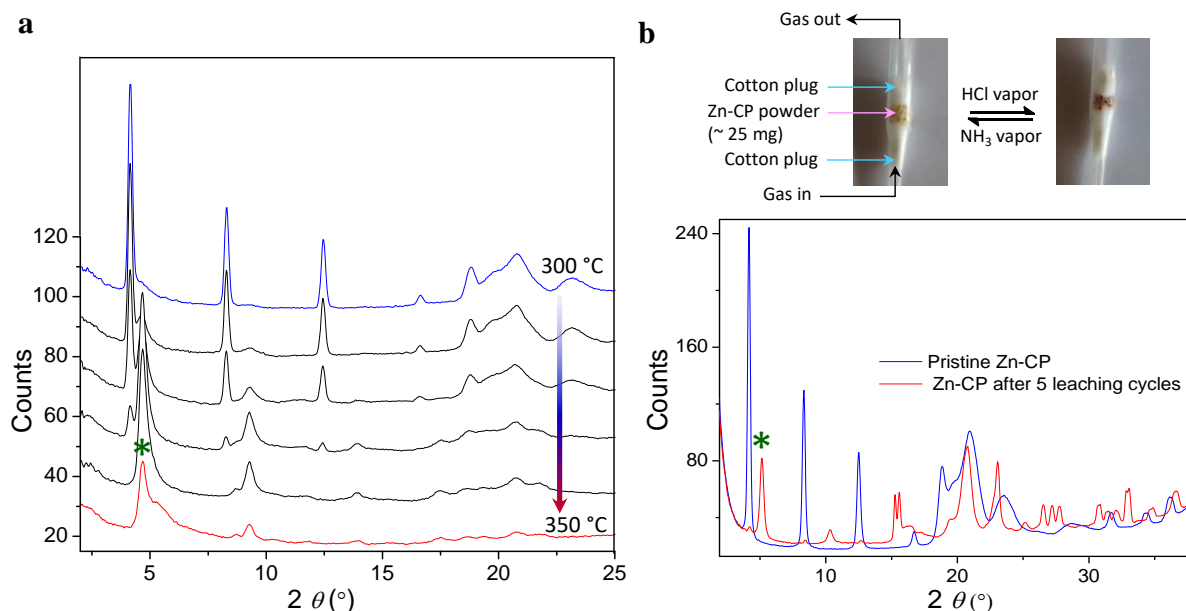 a
Counts
120
100
80
60
40
20
300 °C
350 °C
*
5
10
15
20
25
2 θ (°)
b
Gas out
Cotton plug
Zn-CP powder
(~ 25 mg)
Cotton plug
Gas in
HCl vapor
NH₃ vapor
Counts
240
160
80
*
Pristine Zn-CP
Zn-CP after 5 leaching cycles
10
20
30
2 θ (°)